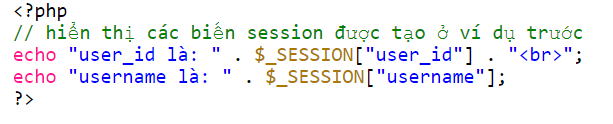 <?php
// hiển thị các biến session được tạo ở ví dụ trước
echo "user_id là: " . $_SESSION["user_id"] . "<br>";
echo "username là: " . $_SESSION["username"];
?>